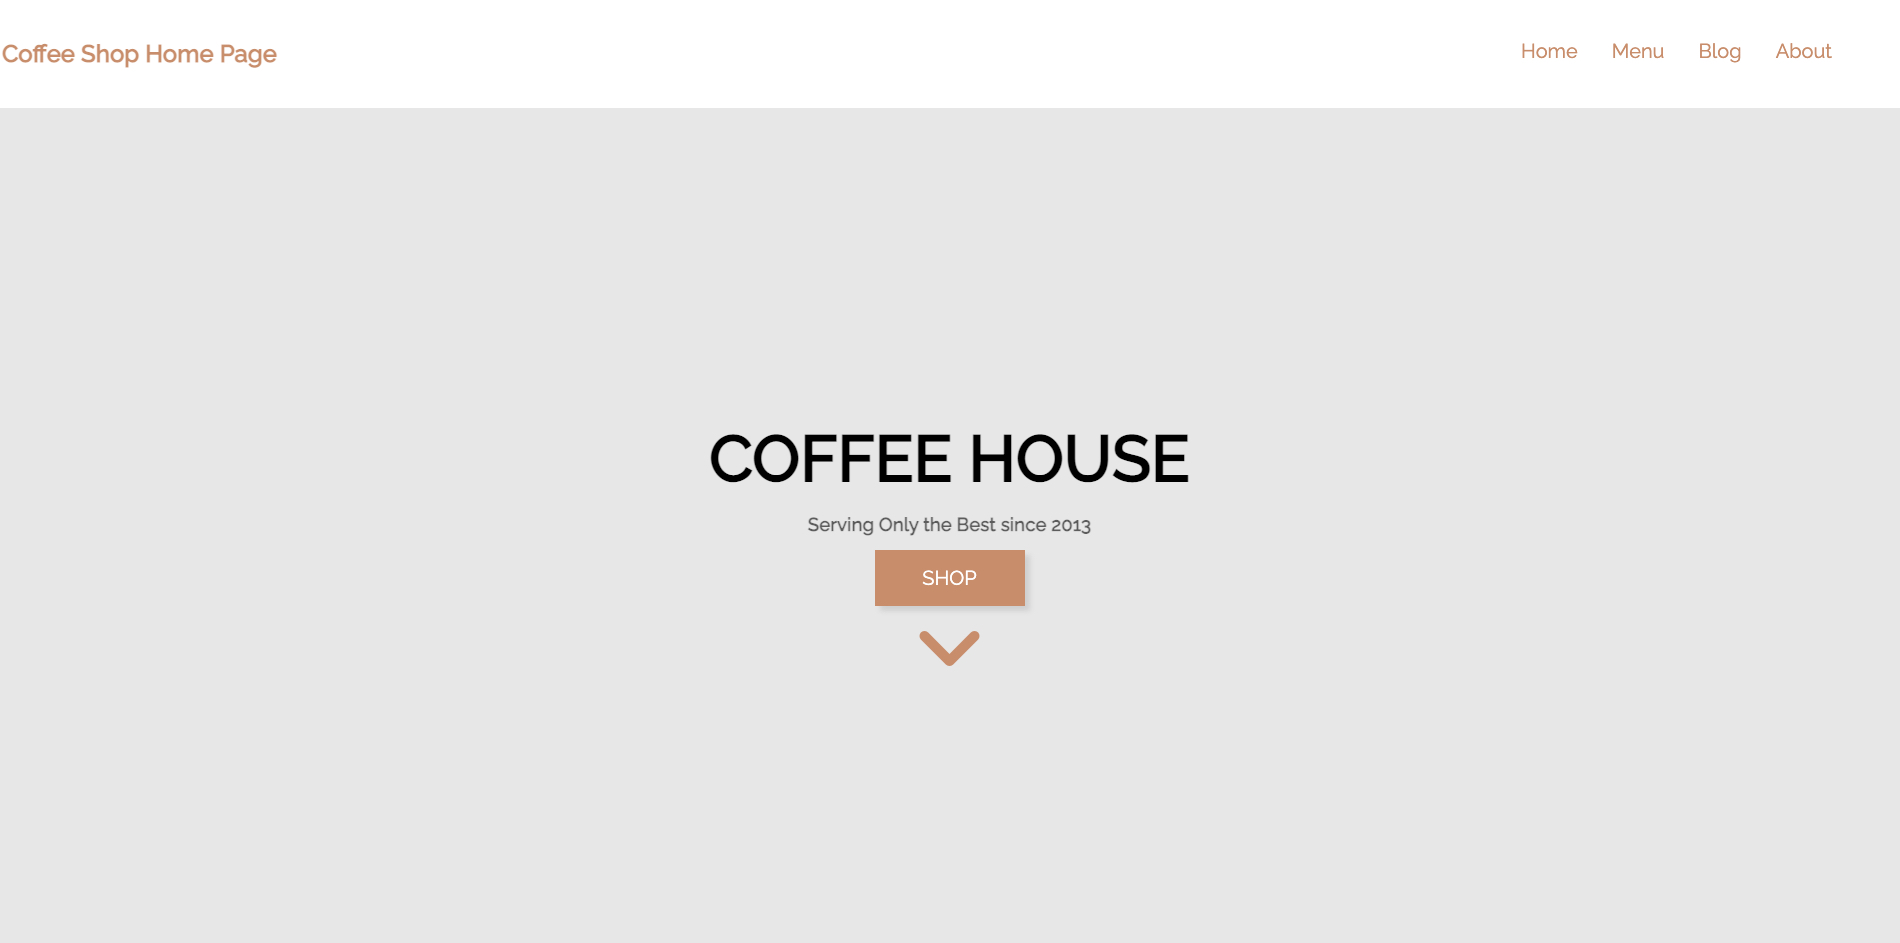 Coffee Shop Home Page
Home Menu Blog About
COFFEE HOUSE
Serving Only the Best since 2013
SHOP